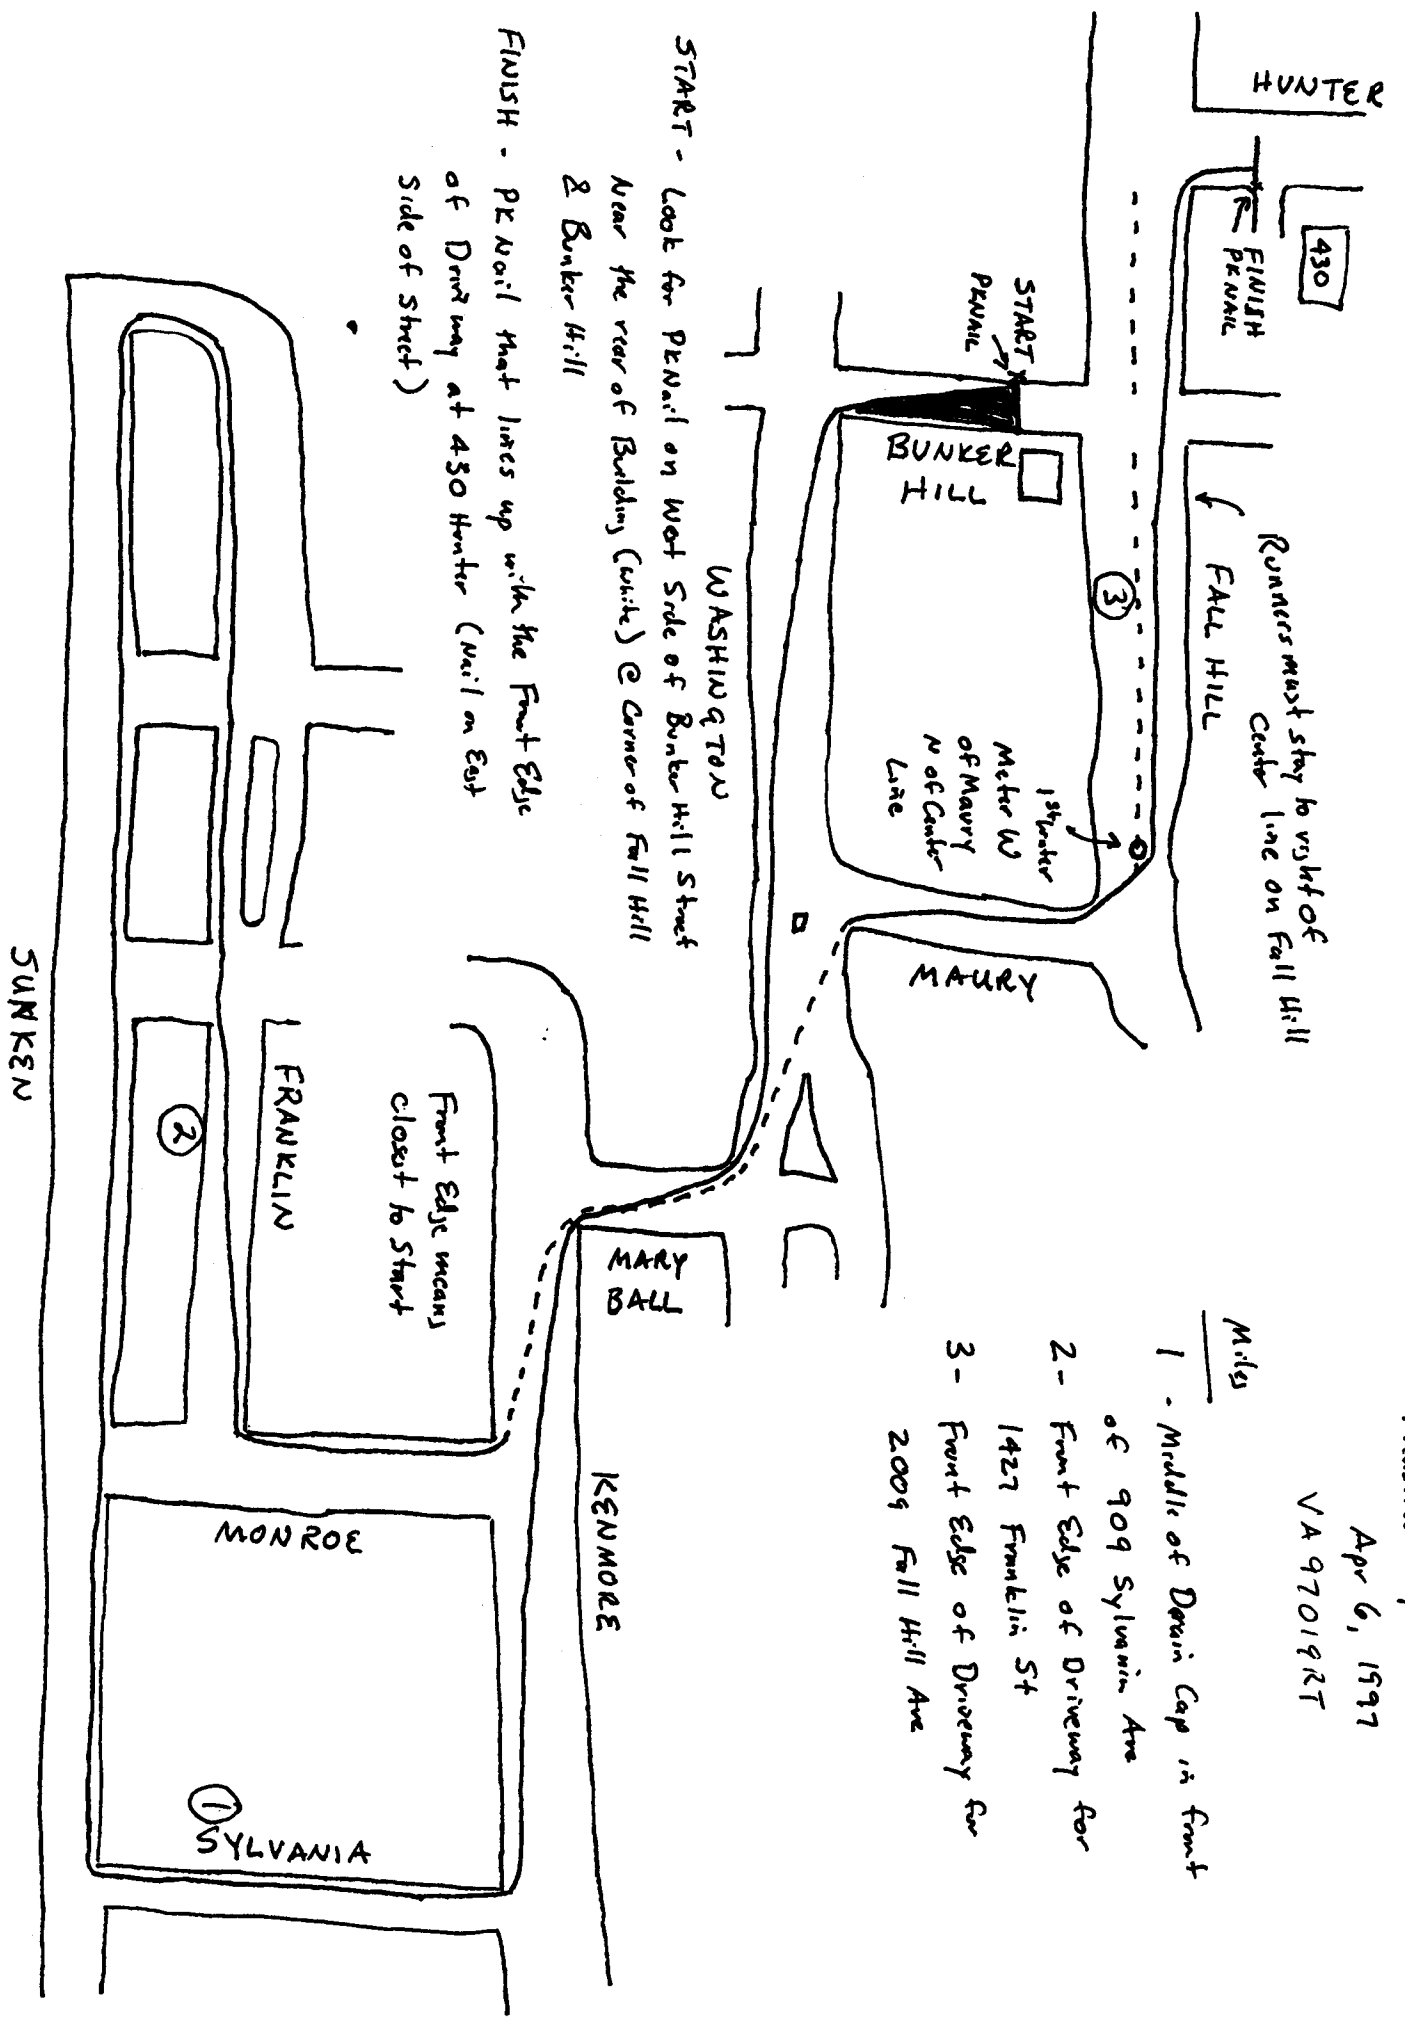 Apr 6, 1997
VA 97019RT
Miles
1 - Middle of Drain Cap in front
of 909 Sylvania Ave
2 - Front Edge of Driveway for
1427 Franklin St
3 - Front Edge of Driveway for
2009 Fall Hill Ave
HUNTER
430
FINISH
PKNAIL
Runners must stay to right of
Center line on Fall Hill
FALL HILL
START
PKNAIL
BUNKER
HILL
3
1st water
Meter W
of Maury
N of Center
Line
MAURY
WASHINGTON
START - Look for PKNail on West Side of Bunker Hill Street
Near the rear of Building (white) @ Corner of Fall Hill
& Bunker Hill
FINISH - PK Nail that lines up with the Front Edge
of Driveway at 430 Hunter (Nail on East
side of street)
MARY
BALL
KENMORE
Front Edge means
closest to Start
FRANKLIN
2
MONROE
1
SYLVANIA
SUNKEN